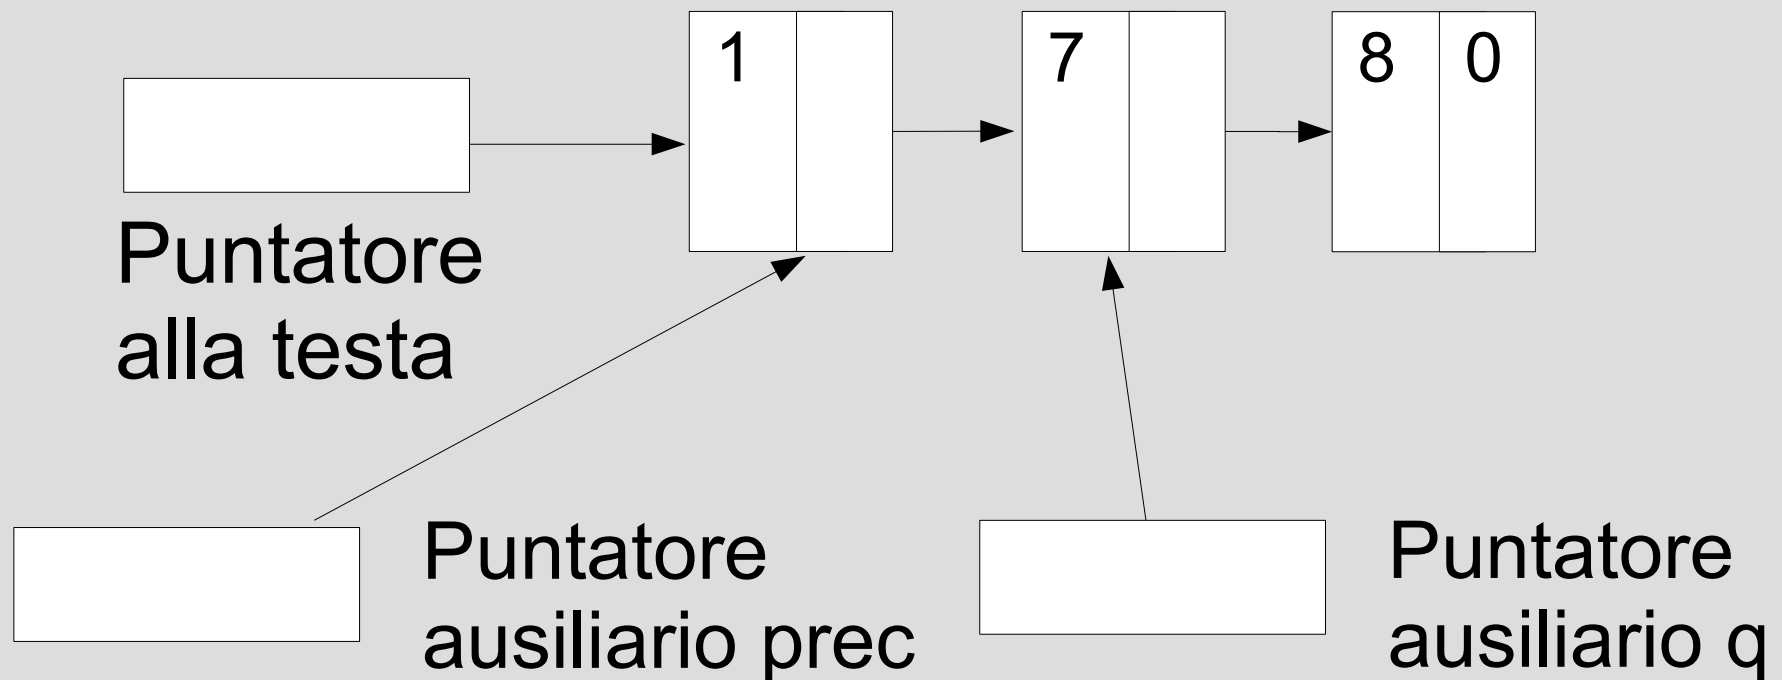 1
7
8 0
Puntatore
alla testa
Puntatore
ausiliario prec
Puntatore
ausiliario q